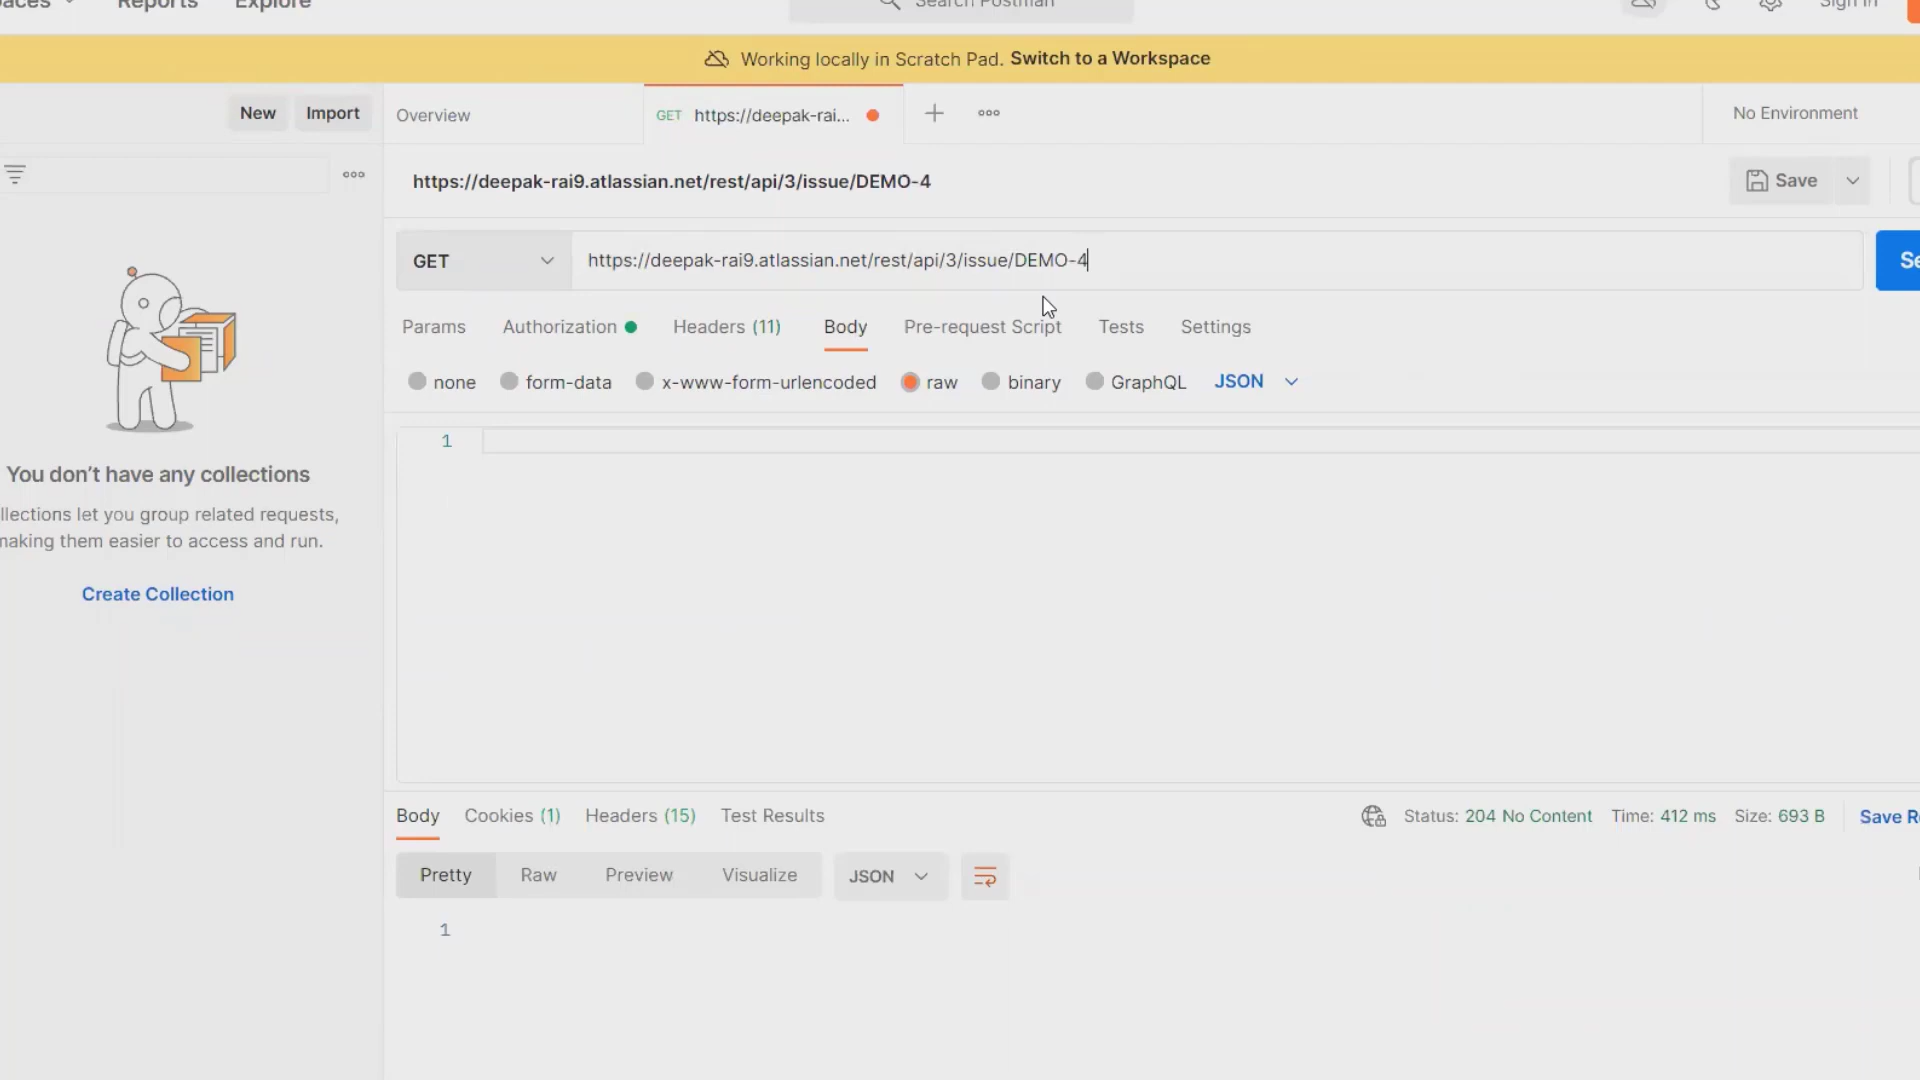 Reports
Explore
Search Postman
Sign In
Working locally in Scratch Pad. Switch to a Workspace
New
Import
Overview
GET https://deepak-rai...
No Environment
https://deepak-rai9.atlassian.net/rest/api/3/issue/DEMO-4
Save
GET
https://deepak-rai9.atlassian.net/rest/api/3/issue/DEMO-4
Params
Authorization
Headers (11)
Body
Pre-request Script
Tests
Settings
none
form-data
x-www-form-urlencoded
raw
binary
GraphQL
JSON
1
You don’t have any collections
llections let you group related requests,
making them easier to access and run.
Create Collection
Body
Cookies (1)
Headers (15)
Test Results
Status: 204 No Content
Time: 412 ms
Size: 693 B
Save
Pretty
Raw
Preview
Visualize
JSON
1